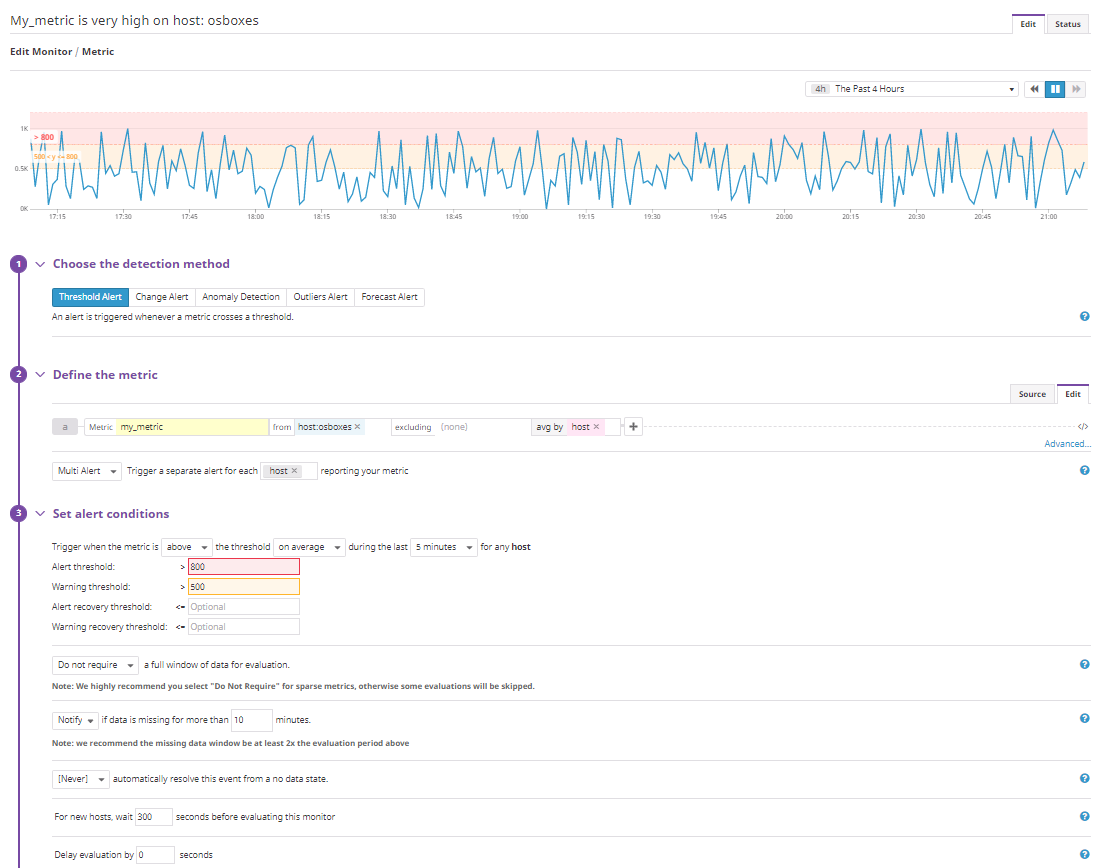 My_metric is very high on host: osboxes
Edit Status
Edit Monitor / Metric
4h The Past 4 Hours
1K
> 800
500 < y <= 800
0.5K
0K
17:15 17:30 17:45 18:00 18:15 18:30 18:45 19:00 19:15 19:30 19:45 20:00 20:15 20:30 20:45 21:00
1 Choose the detection method
Threshold Alert Change Alert Anomaly Detection Outliers Alert Forecast Alert
An alert is triggered whenever a metric crosses a threshold. ?
2 Define the metric
Source Edit
a Metric my_metric from host:osboxes × excluding (none) avg by host × + </>
Advanced...
Multi Alert Trigger a separate alert for each host × reporting your metric ?
3 Set alert conditions
Trigger when the metric is above the threshold on average during the last 5 minutes for any host
Alert threshold: > 800
Warning threshold: > 500
Alert recovery threshold: <= Optional
Warning recovery threshold: <= Optional
Do not require a full window of data for evaluation. ?
Note: We highly recommend you select "Do Not Require" for sparse metrics, otherwise some evaluations will be skipped.
Notify if data is missing for more than 10 minutes. ?
Note: we recommend the missing data window be at least 2x the evaluation period above
[Never] automatically resolve this event from a no data state. ?
For new hosts, wait 300 seconds before evaluating this monitor ?
Delay evaluation by 0 seconds ?